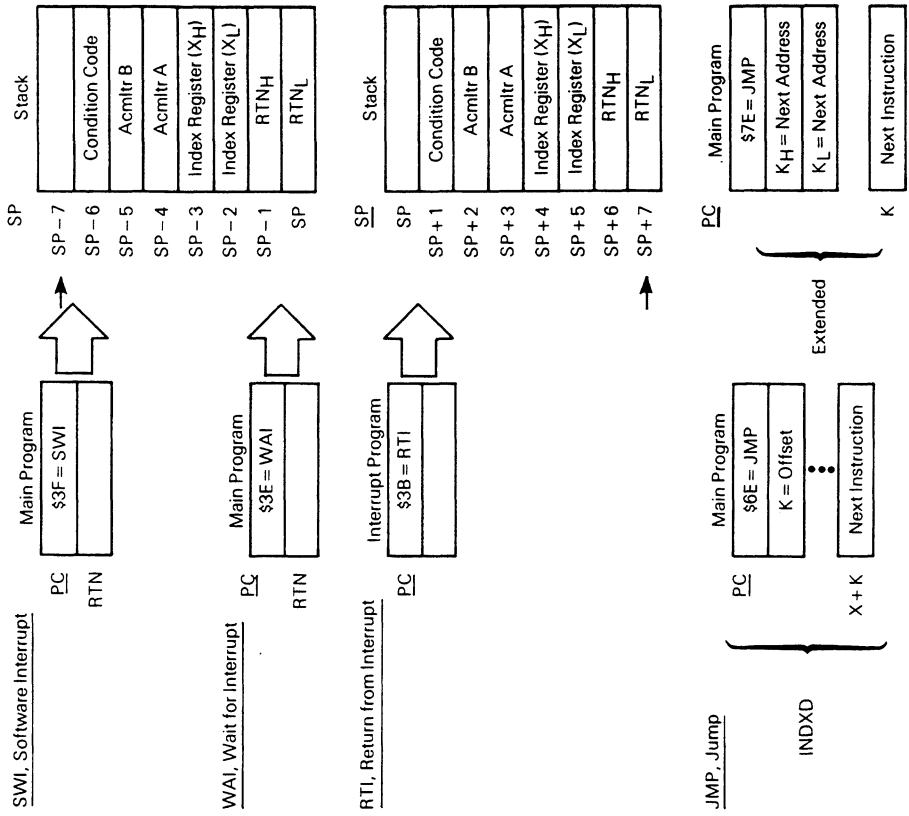 SWI, Software Interrupt
Main Program
PC
$3F = SWI
RTN
SP
Stack
SP – 7
SP – 6
Condition Code
SP – 5
Acmltr B
SP – 4
Acmltr A
SP – 3
Index Register (XH)
SP – 2
Index Register (XL)
SP – 1
RTNH
SP
RTNL
WAI, Wait for Interrupt
Main Program
PC
$3E = WAI
RTN
RTI, Return from Interrupt
Interrupt Program
PC
$3B = RTI
SP
Stack
SP
SP + 1
Condition Code
SP + 2
Acmltr B
SP + 3
Acmltr A
SP + 4
Index Register (XH)
SP + 5
Index Register (XL)
SP + 6
RTNH
SP + 7
RTNL
JMP, Jump
INDXD
Main Program
PC
$6E = JMP
K = Offset
X + K
Next Instruction
Extended
Main Program
PC
$7E = JMP
KH = Next Address
KL = Next Address
K
Next Instruction